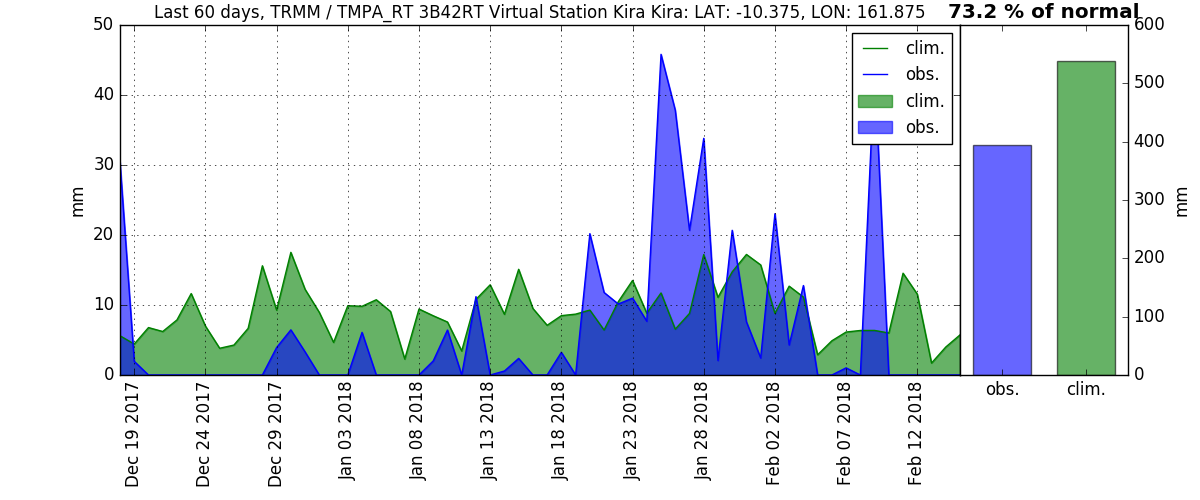 Last 60 days, TRMM / TMPA_RT 3B42RT Virtual Station Kira Kira: LAT: -10.375, LON: 161.875
73.2 % of normal
50
40
30
20
10
0
mm
clim.
obs.
clim.
obs.
600
500
400
300
200
100
0
mm
obs.
clim.
Dec 19 2017
Dec 24 2017
Dec 29 2017
Jan 03 2018
Jan 08 2018
Jan 13 2018
Jan 18 2018
Jan 23 2018
Jan 28 2018
Feb 02 2018
Feb 07 2018
Feb 12 2018